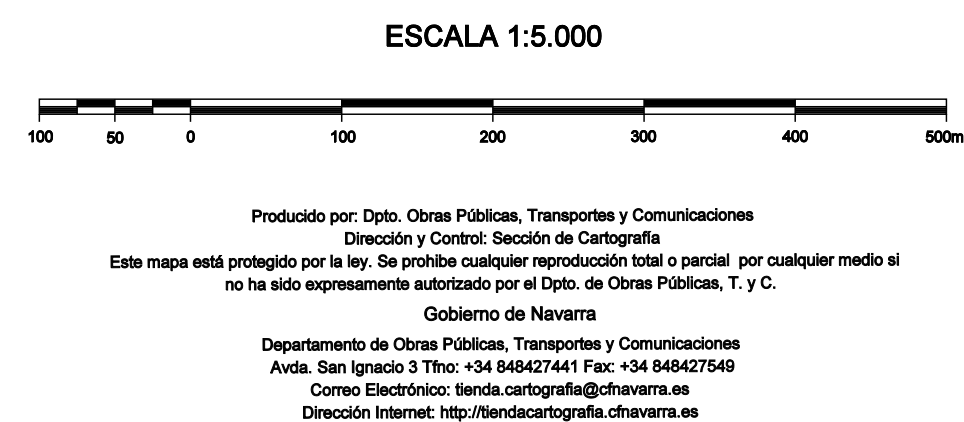 ESCALA 1:5.000
100 50 0 100 200 300 400 500m
Producido por: Dpto. Obras Públicas, Transportes y Comunicaciones
Dirección y Control: Sección de Cartografía
Este mapa está protegido por la ley. Se prohibe cualquier reproducción total o parcial por cualquier medio si
no ha sido expresamente autorizado por el Dpto. de Obras Públicas, T. y C.
Gobierno de Navarra
Departamento de Obras Públicas, Transportes y Comunicaciones
Avda. San Ignacio 3 Tfno: +34 848427441 Fax: +34 848427549
Correo Electrónico: tienda.cartografia@cfnavarra.es
Dirección Internet: http://tiendacartografia.cfnavarra.es